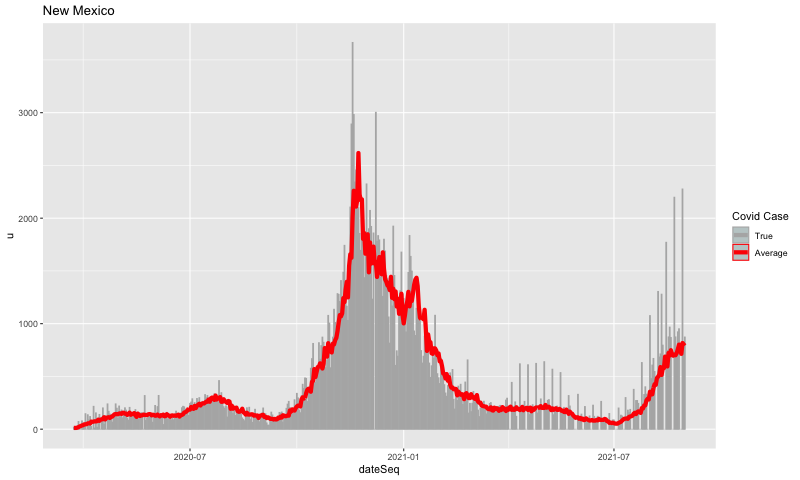 New Mexico
u
3000
2000
1000
0
2020-07
2021-01
2021-07
dateSeq
Covid Case
True
Average